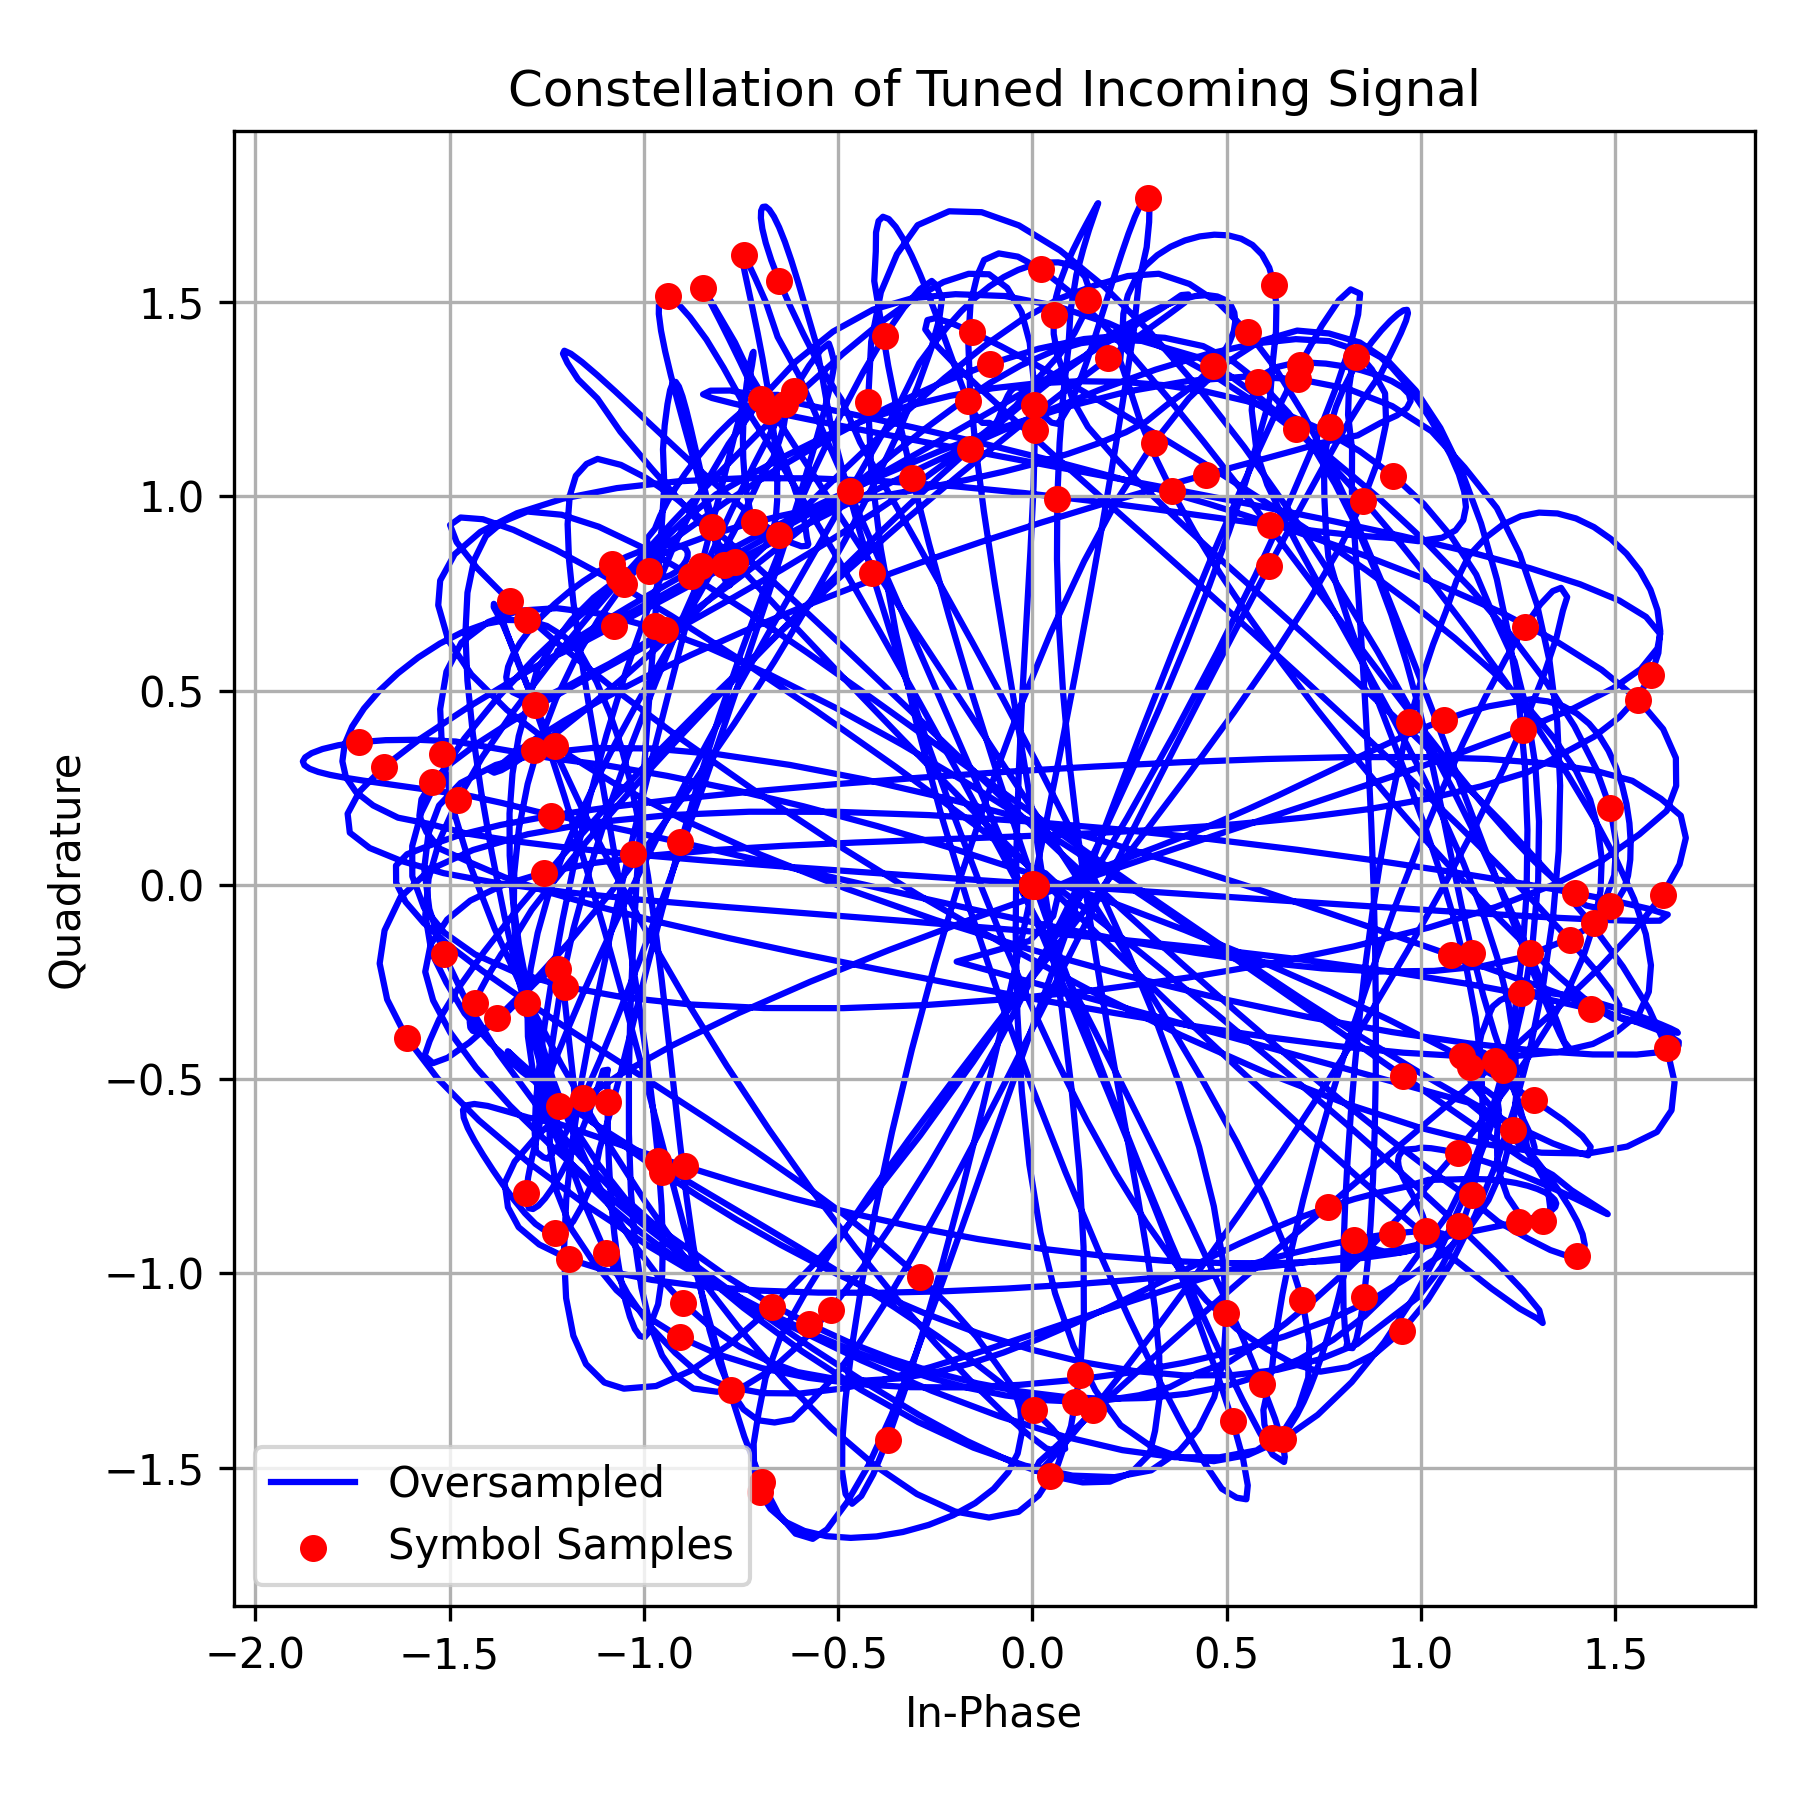 Constellation of Tuned Incoming Signal
Quadrature
1.5
1.0
0.5
0.0
−0.5
−1.0
−1.5
Oversampled
Symbol Samples
−2.0 −1.5 −1.0 −0.5 0.0 0.5 1.0 1.5
In-Phase